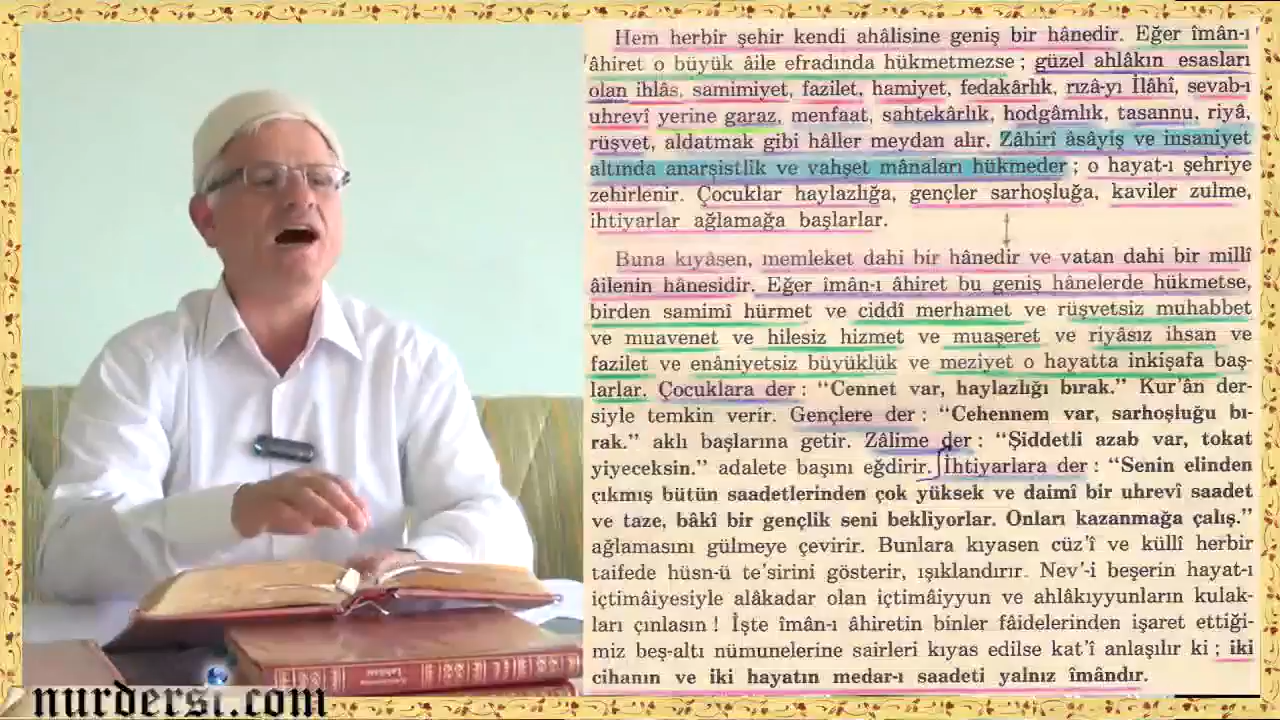 Hem herbir şehir kendi ahâlisine geniş bir hânedir. Eğer îmân-ı
âhiret o büyük âile efradında hükmetmezse ; güzel ahlâkın esasları
olan ihlâs, samimiyet, fazilet, hamiyet, fedakârlık, rızâ-yı İlâhî, sevab-ı
uhrevî yerine garaz, menfaat, sahtekârlık, hodgâmlık, tasannu, riyâ,
rüşvet, aldatmak gibi hâller meydan alır. Zâhirî âsâyiş ve insaniyet
altında anarşistlik ve vahşet mânaları hükmeder ; o hayat-ı şehriye
zehirlenir. Çocuklar haylazlığa, gençler sarhoşluğa, kaviler zulme,
ihtiyarlar ağlamağa başlarlar.
Buna kıyâsen, memleket dahi bir hânedir ve vatan dahi bir millî
âilenin hânesidir. Eğer îmân-ı âhiret bu geniş hânelerde hükmetse,
birden samimî hürmet ve ciddî merhamet ve rüşvetsiz muhabbet
ve muavenet ve hilesiz hizmet ve muaşeret ve riyâsız ihsan ve
fazilet ve enâniyetsiz büyüklük ve meziyet o hayatta inkişafa baş-
larlar. Çocuklara der : “Cennet var, haylazlığı bırak.” Kur’ân der-
siyle temkin verir. Gençlere der : “Cehennem var, sarhoşluğu bı-
rak.” aklı başlarına getir. Zâlime der : “Şiddetli azab var, tokat
yiyeceksin.” adalete başını eğdirir. İhtiyarlara der : “Senin elinden
çıkmış bütün saadetlerinden çok yüksek ve daimî bir uhrevî saadet
ve taze, bâkî bir gençlik seni bekliyorlar. Onları kazanmağa çalış.”
ağlamasını gülmeye çevirir. Bunlara kıyasen cüz’î ve küllî herbir
taifede hüsn-ü te’sirini gösterir, ışıklandırır. Nev’-i beşerin hayat-ı
içtimâiyesiyle alâkadar olan içtimâiyyun ve ahlâkıyyunların kulak-
ları çınlasın ! İşte îmân-ı âhiretin binler fâidelerinden işaret ettiği-
miz beş-altı nümunelerine sairleri kıyas edilse kat’î anlaşılır ki ; iki
cihanın ve iki hayatın medar-ı saadeti yalnız îmândır.
nurdersi.com